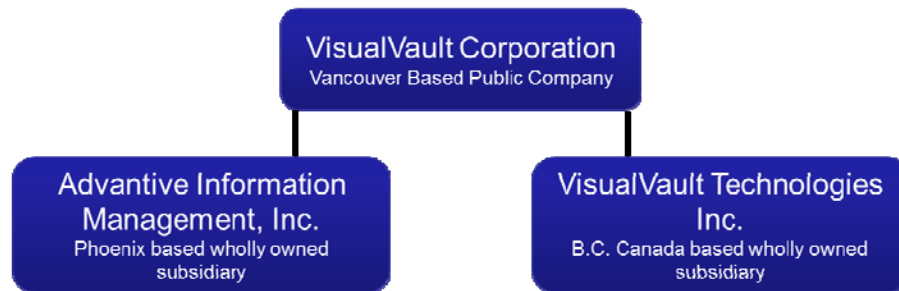 VisualVault Corporation
Vancouver Based Public Company
Advantive Information
Management, Inc.
Phoenix based wholly owned
subsidiary
VisualVault Technologies
Inc.
B.C. Canada based wholly owned
subsidiary